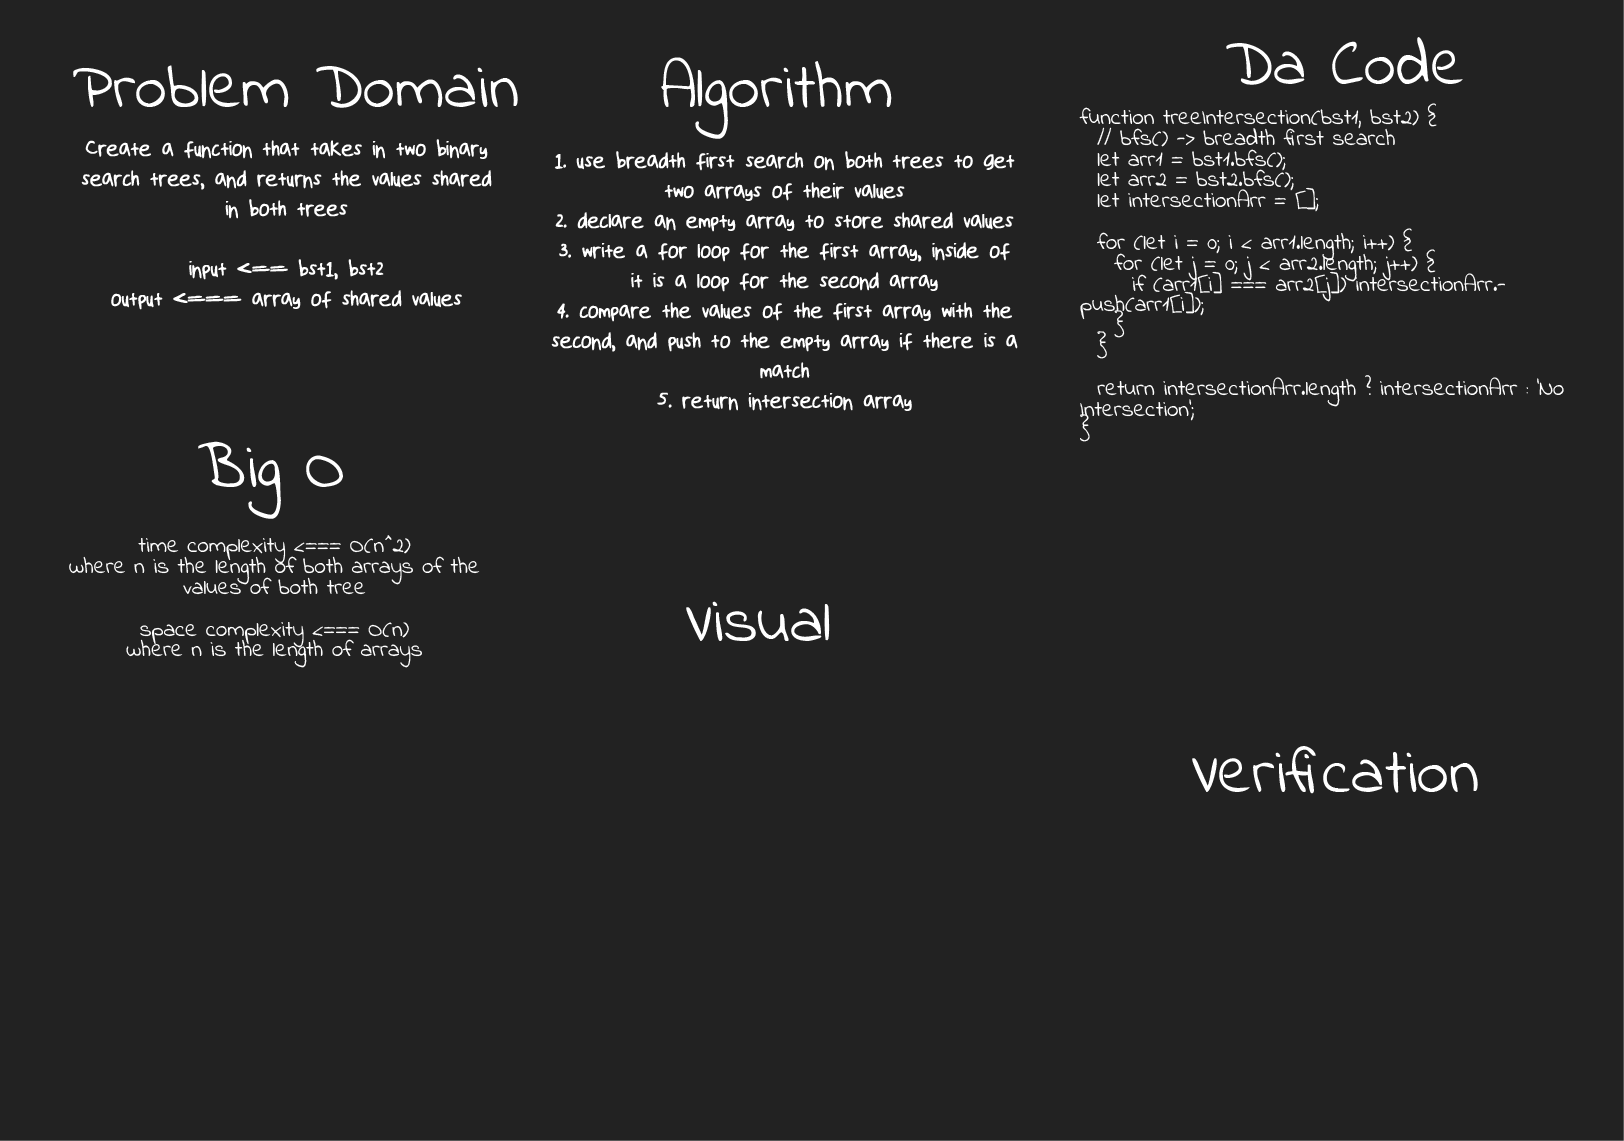 Problem Domain
Create a function that takes in two binary
search trees, and returns the values shared
in both trees
input <=== bst1, bst2
output <==== array of shared values
Big O
time complexity <=== O(n^2)
where n is the length of both arrays of the
values of both tree
space complexity <=== O(n)
where n is the length of arrays
Algorithm
1. use breadth first search on both trees to get
two arrays of their values
2. declare an empty array to store shared values
3. write a for loop for the first array, inside of
it is a loop for the second array
4. compare the values of the first array with the
second, and push to the empty array if there is a
match
5. return intersection array
Visual
Da Code
function treeIntersection(bst1, bst2) {
// bfs() -> breadth first search
let arr1 = bst1.bfs();
let arr2 = bst2.bfs();
let intersectionArr = [];
for (let i = 0; i < arr1.length; i++) {
for (let j = 0; j < arr2.length; j++) {
if (arr1[i] === arr2[j]) intersectionArr.-
push(arr1[i]);
}
}
return intersectionArr.length ? intersectionArr : 'No
Intersection';
}
Verification